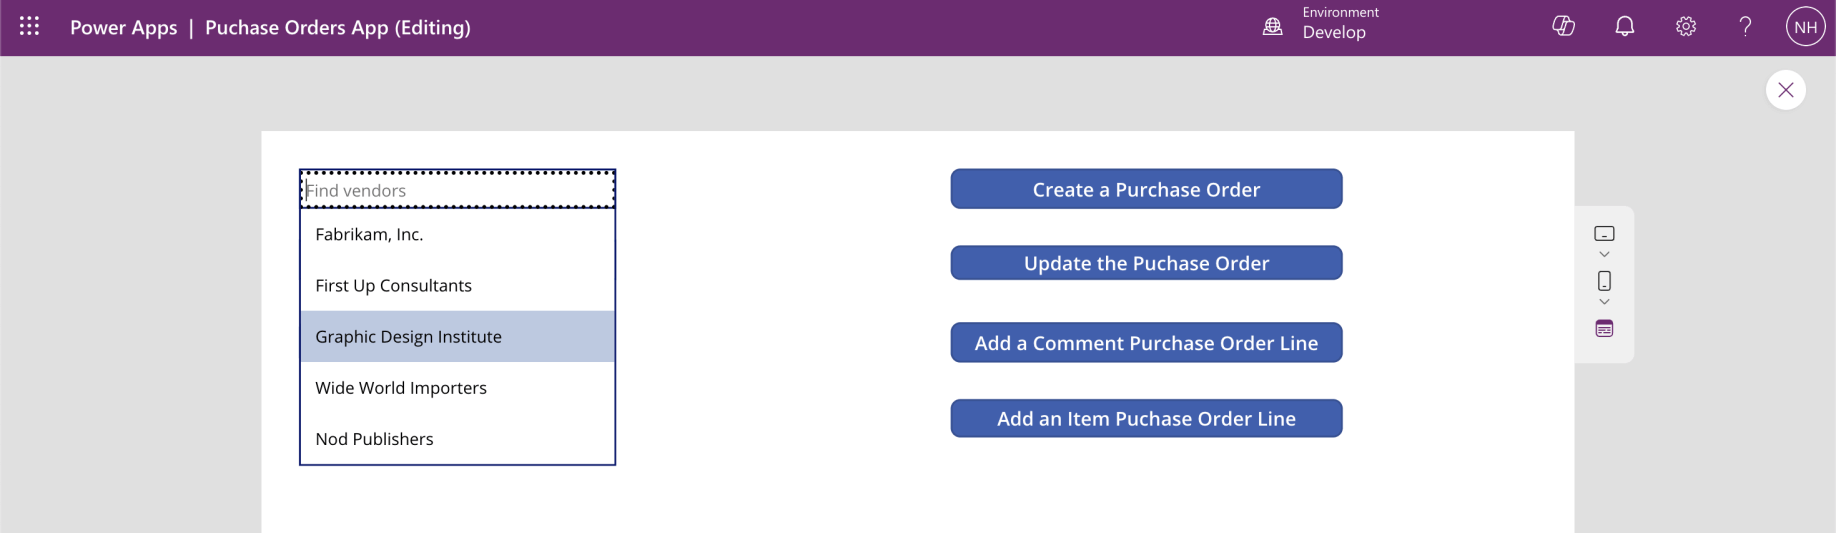 Power Apps | Puchase Orders App (Editing)
Environment
Develop
?
NH
Find vendors
Fabrikam, Inc.
First Up Consultants
Graphic Design Institute
Wide World Importers
Nod Publishers
Create a Purchase Order
Update the Puchase Order
Add a Comment Purchase Order Line
Add an Item Puchase Order Line